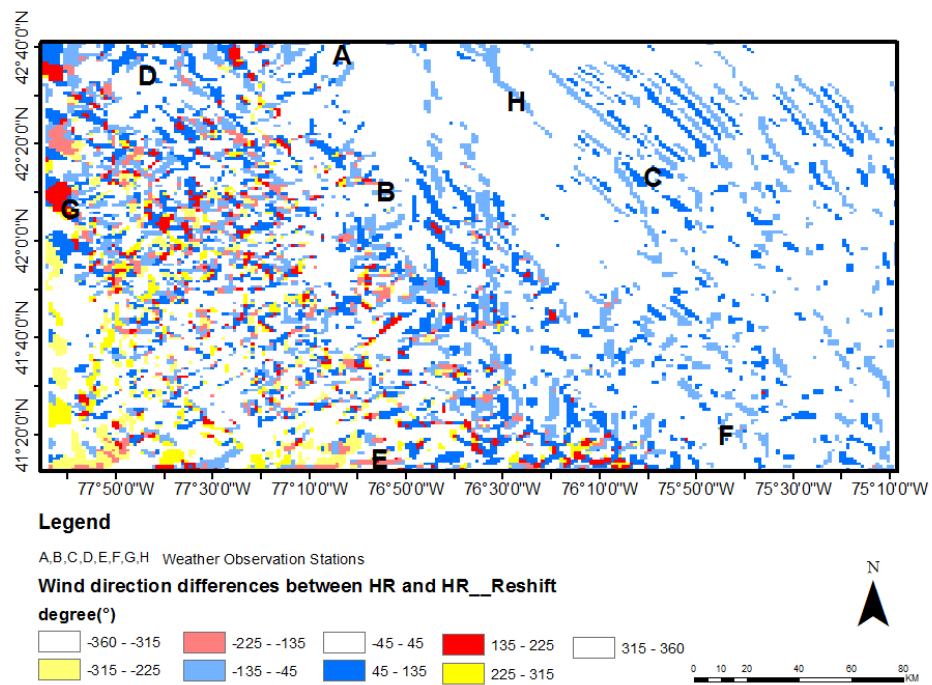 42°40'0"N
42°20'0"N
42°0'0"N
41°40'0"N
41°20'0"N
A
D
H
C
B
G
F
E
77°50'0"W 77°30'0"W 77°10'0"W 76°50'0"W 76°30'0"W 76°10'0"W 75°50'0"W 75°30'0"W 75°10'0"W
Legend
A,B,C,D,E,F,G,H Weather Observation Stations
Wind direction differences between HR and HR__Reshift
degree(°)
-360 - -315 -225 - -135 -45 - 45 135 - 225 315 - 360
-315 - -225 -135 - -45 45 - 135 225 - 315
N
0 10 20 40 60 80
KM